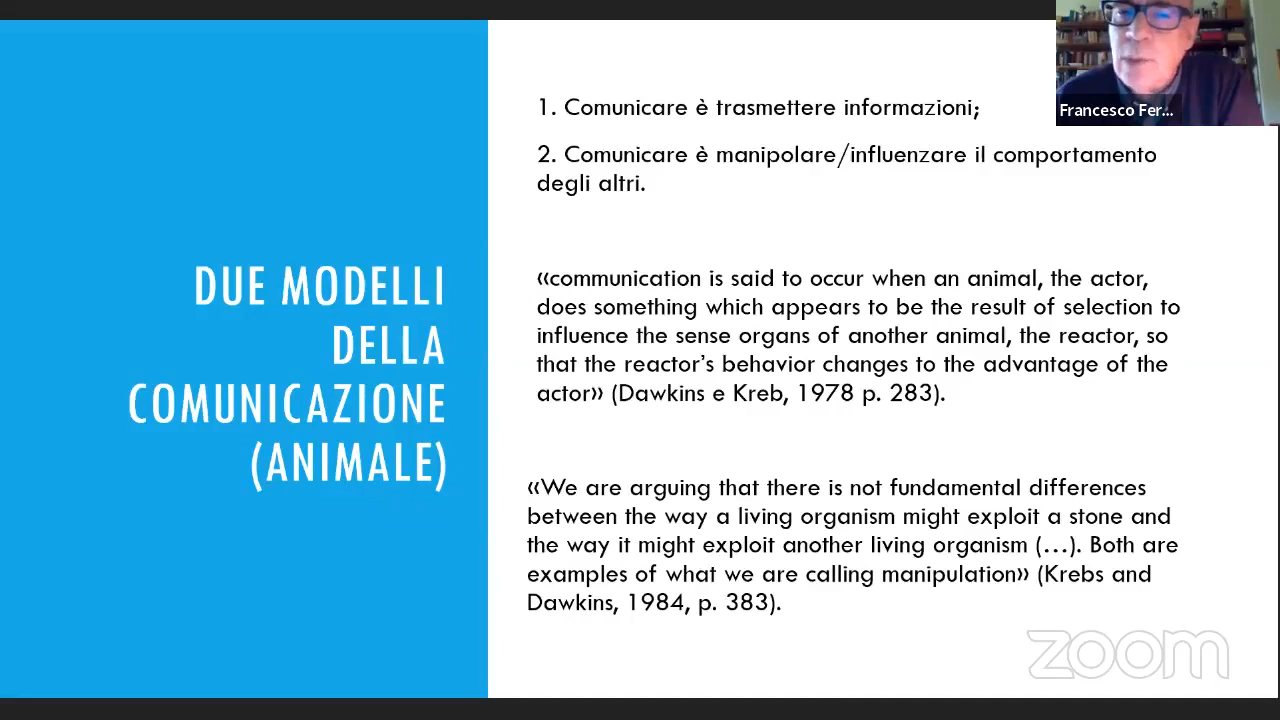 DUE MODELLI
DELLA
COMUNICAZIONE
(ANIMALE)
1. Comunicare è trasmettere informazioni;
2. Comunicare è manipolare/influenzare il comportamento
degli altri.
«communication is said to occur when an animal, the actor,
does something which appears to be the result of selection to
influence the sense organs of another animal, the reactor, so
that the reactor’s behavior changes to the advantage of the
actor» (Dawkins e Kreb, 1978 p. 283).
«We are arguing that there is not fundamental differences
between the way a living organism might exploit a stone and
the way it might exploit another living organism (…). Both are
examples of what we are calling manipulation» (Krebs and
Dawkins, 1984, p. 383).
Francesco Fer...
zoom